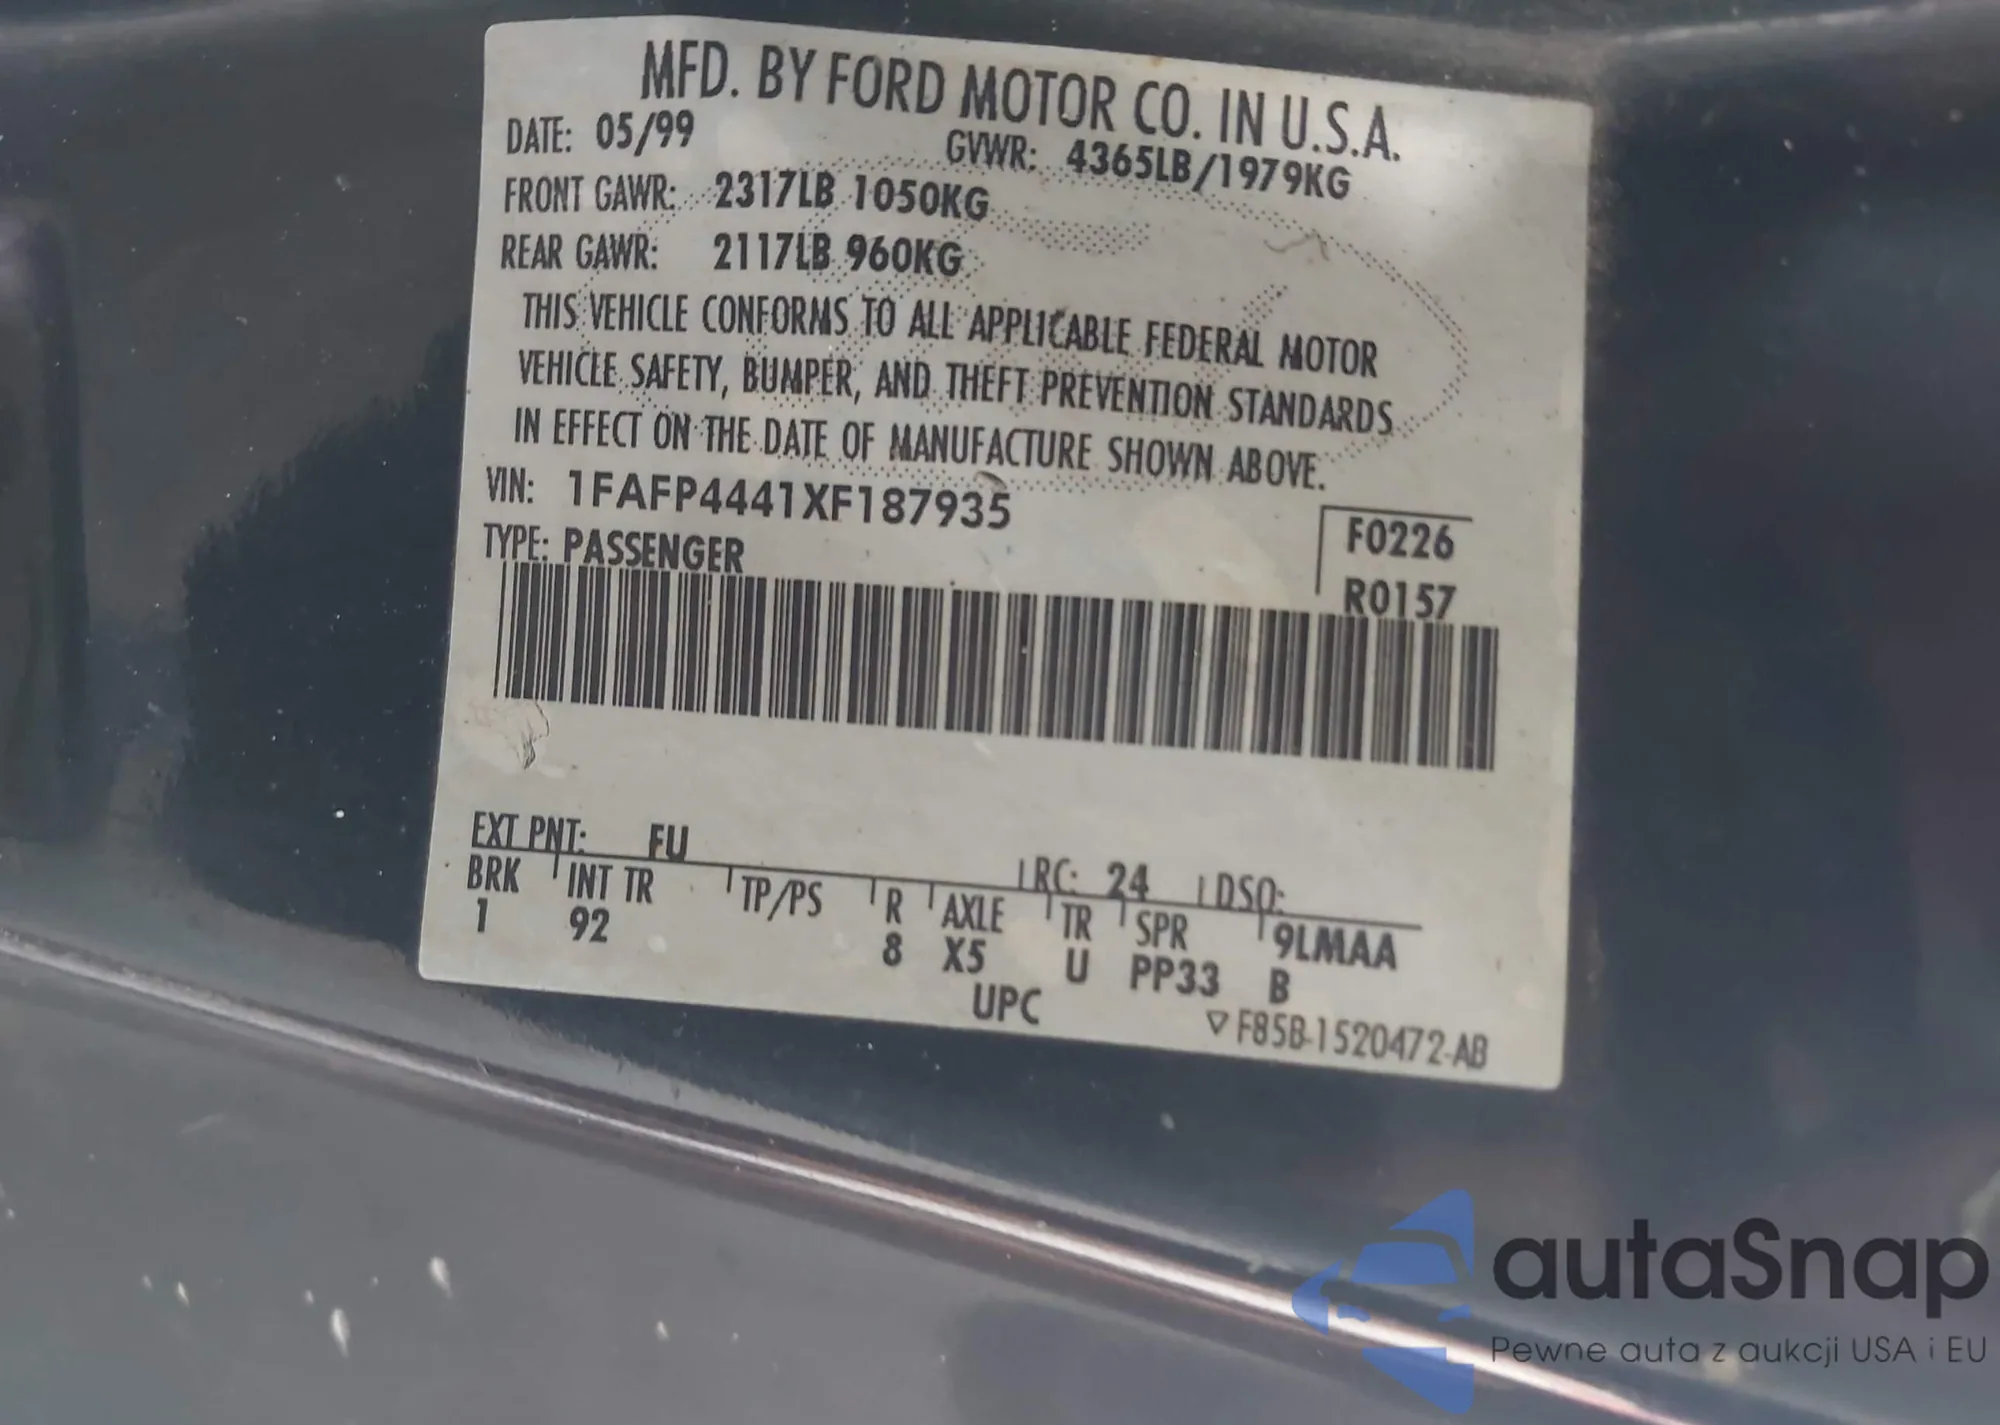 MFD. BY FORD MOTOR CO. IN U.S.A.
DATE: 05/99 GVWR: 4365LB/1979KG
FRONT GAWR: 2317LB 1050KG
REAR GAWR: 2117LB 960KG
THIS VEHICLE CONFORMS TO ALL APPLICABLE FEDERAL MOTOR
VEHICLE SAFETY, BUMPER, AND THEFT PREVENTION STANDARDS
IN EFFECT ON THE DATE OF MANUFACTURE SHOWN ABOVE.
VIN: 1FAFP4441XF187935
F0226
TYPE: PASSENGER
R0157
EXT PNT: FU RC: 24 DSO:
BRK INT TR TP/PS R AXLE TR SPR 9LMAA
1 92 8 X5 U PP33 B
UPC
▽ F85B-1520472-AB
autaSnap
Pewne auta z aukcji USA i EU